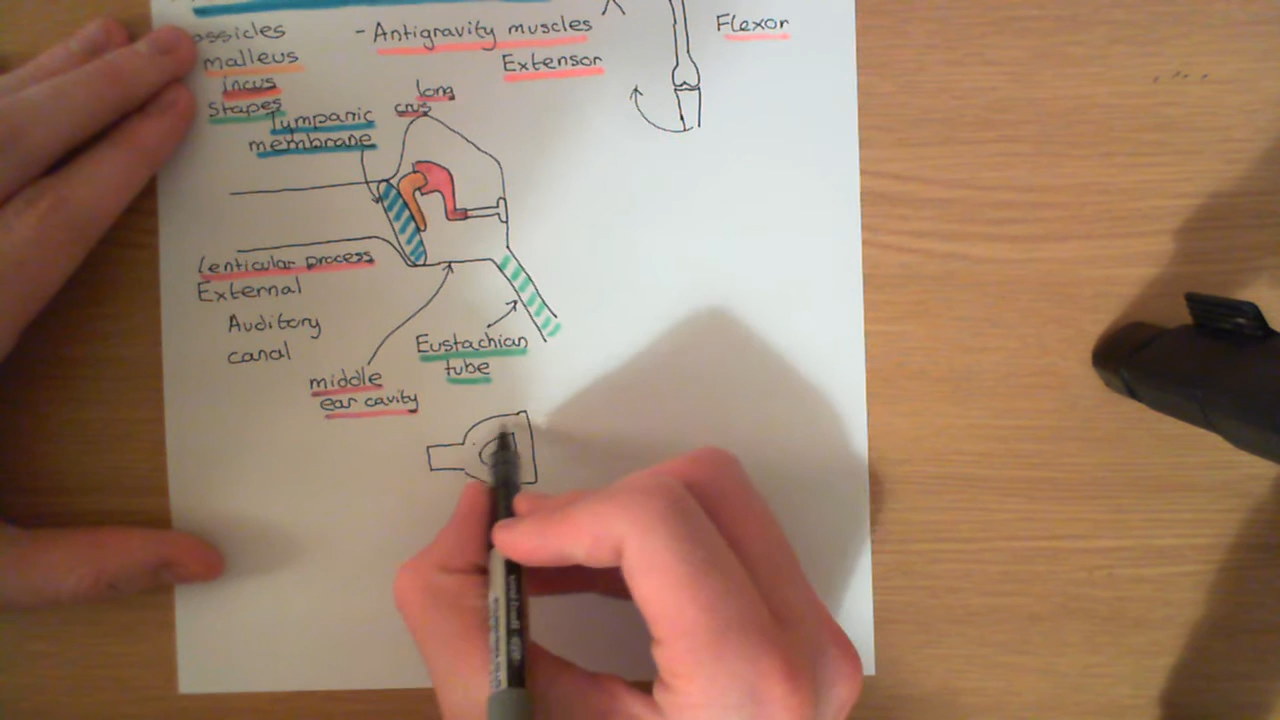 ossicles
malleus
incus
stapes
- Antigravity muscles
Extensor
Flexor
long
crus
Tympanic
membrane
lenticular process
External
Auditory
canal
Eustachian
tube
middle
ear cavity